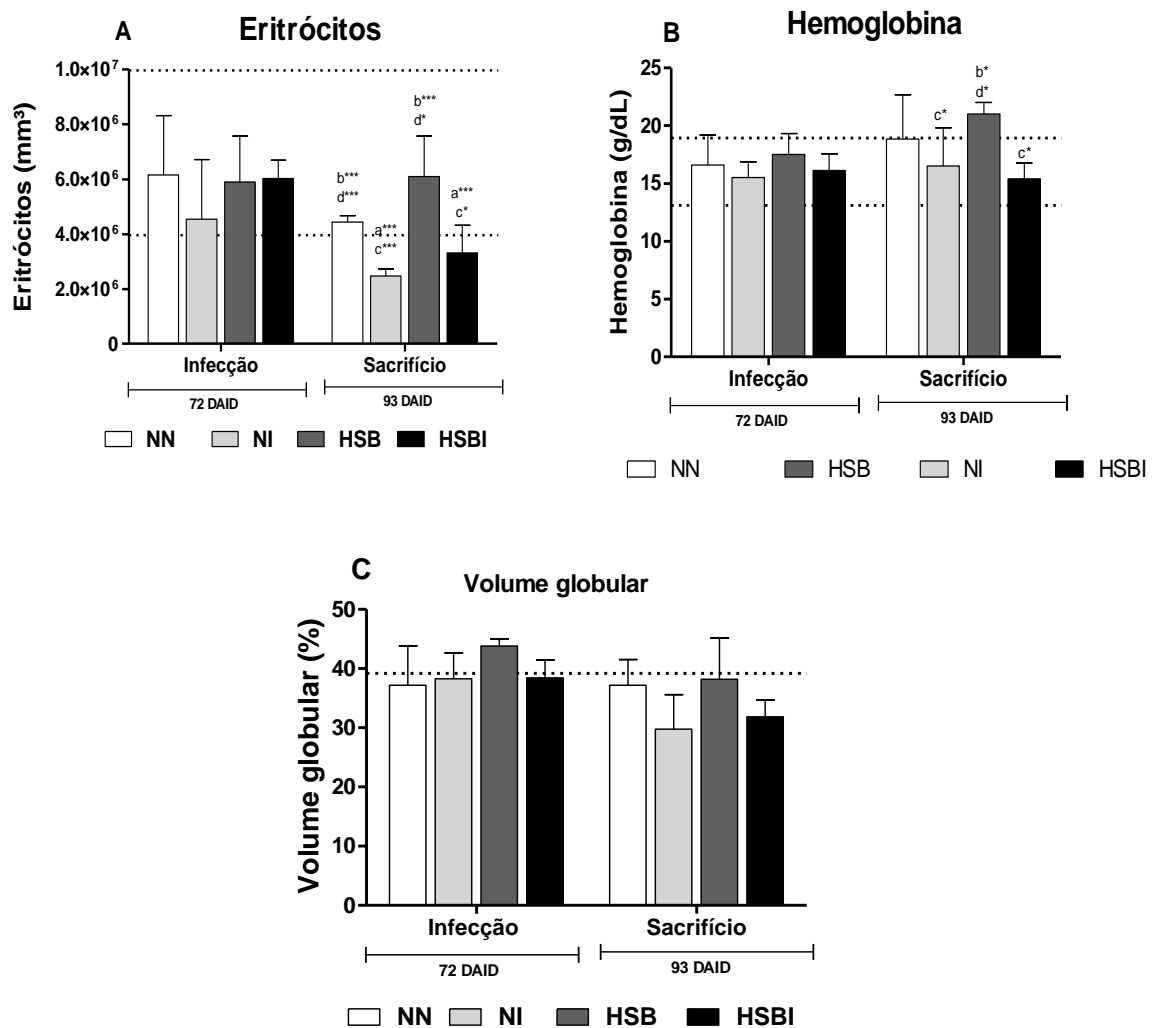 A Eritrócitos
Eritrócitos (mm³)
1.0×10⁷
8.0×10⁶
6.0×10⁶
4.0×10⁶
2.0×10⁶
0
b***
d***
a***
c***
b***
d*
a***
c*
Infecção Sacrifício
72 DAID 93 DAID
NN NI HSB HSBI
B Hemoglobina
Hemoglobina (g/dL)
25
20
15
10
5
0
c*
b*
d*
c*
Infecção Sacrifício
72 DAID 93 DAID
NN HSB NI HSBI
C Volume globular
Volume globular (%)
50
40
30
20
10
0
Infecção Sacrifício
72 DAID 93 DAID
NN NI HSB HSBI